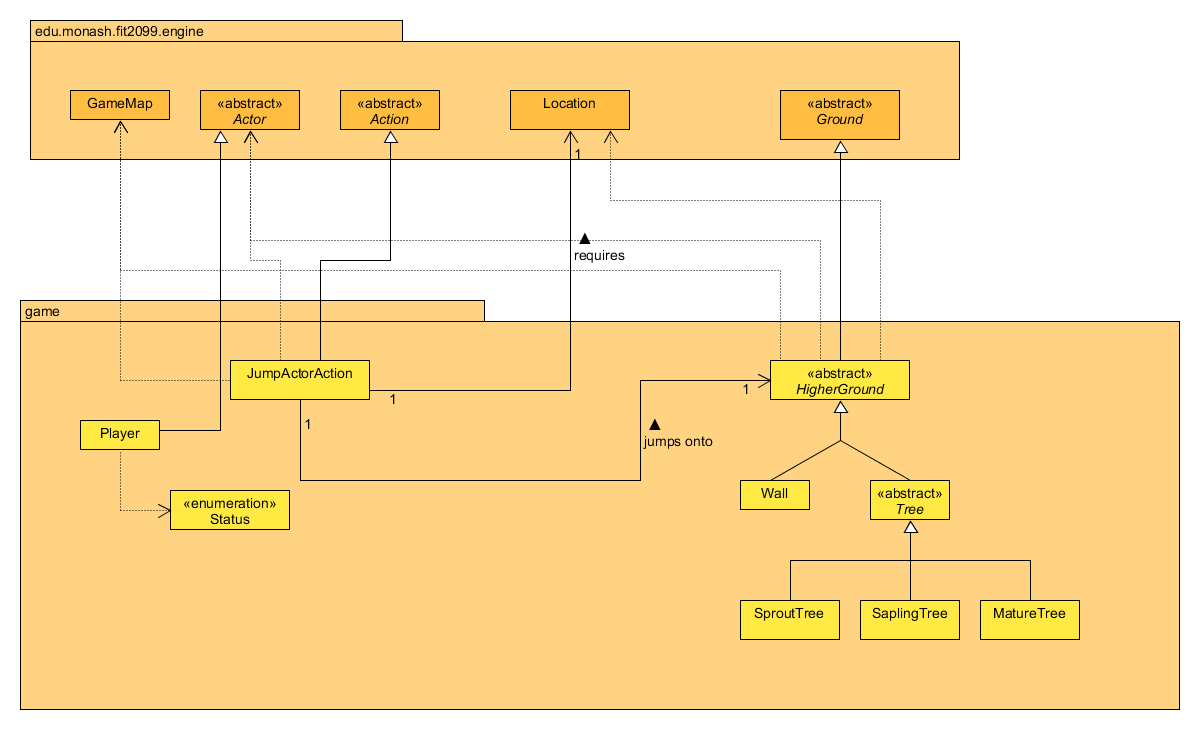 edu.monash.fit2099.engine
GameMap
«abstract»
Actor
«abstract»
Action
Location
«abstract»
Ground
1
requires
game
JumpActorAction
1
1
«abstract»
HigherGround
1
1
jumps onto
Player
«enumeration»
Status
Wall
«abstract»
Tree
SproutTree
SaplingTree
MatureTree